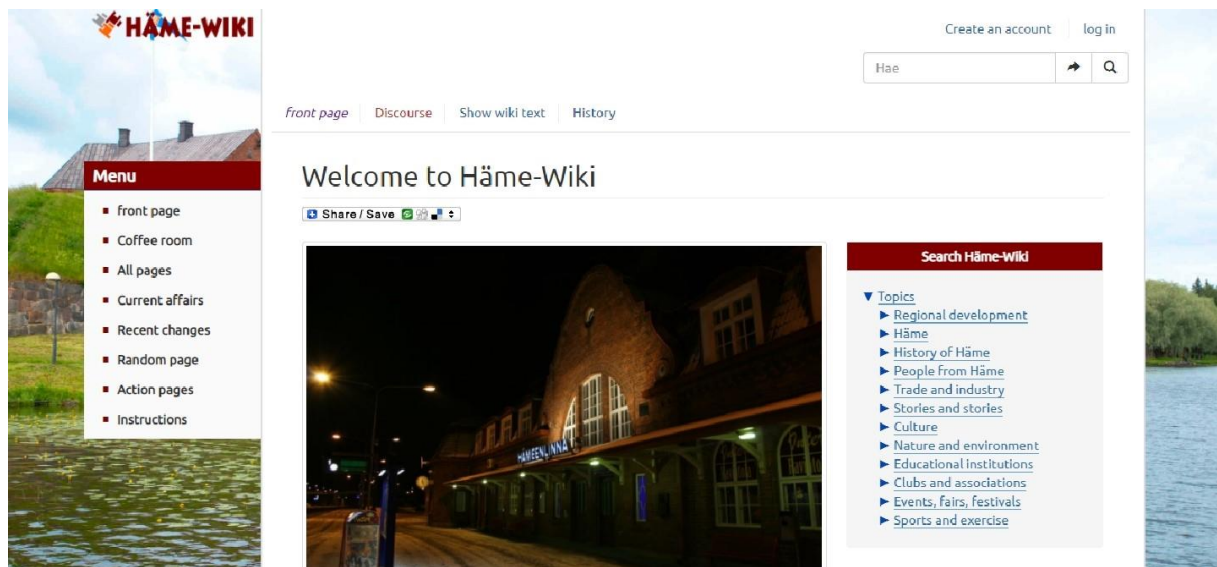 HÄME-WIKI
Create an account log in
Hae
front page Discourse Show wiki text History
Menu
front page
Coffee room
All pages
Current affairs
Recent changes
Random page
Action pages
Instructions
Welcome to Häme-Wiki
Share / Save
HÄMEENLINNA
Search Häme-Wiki
Topics
Regional development
Häme
History of Häme
People from Häme
Trade and industry
Stories and stories
Culture
Nature and environment
Educational institutions
Clubs and associations
Events, fairs, festivals
Sports and exercise